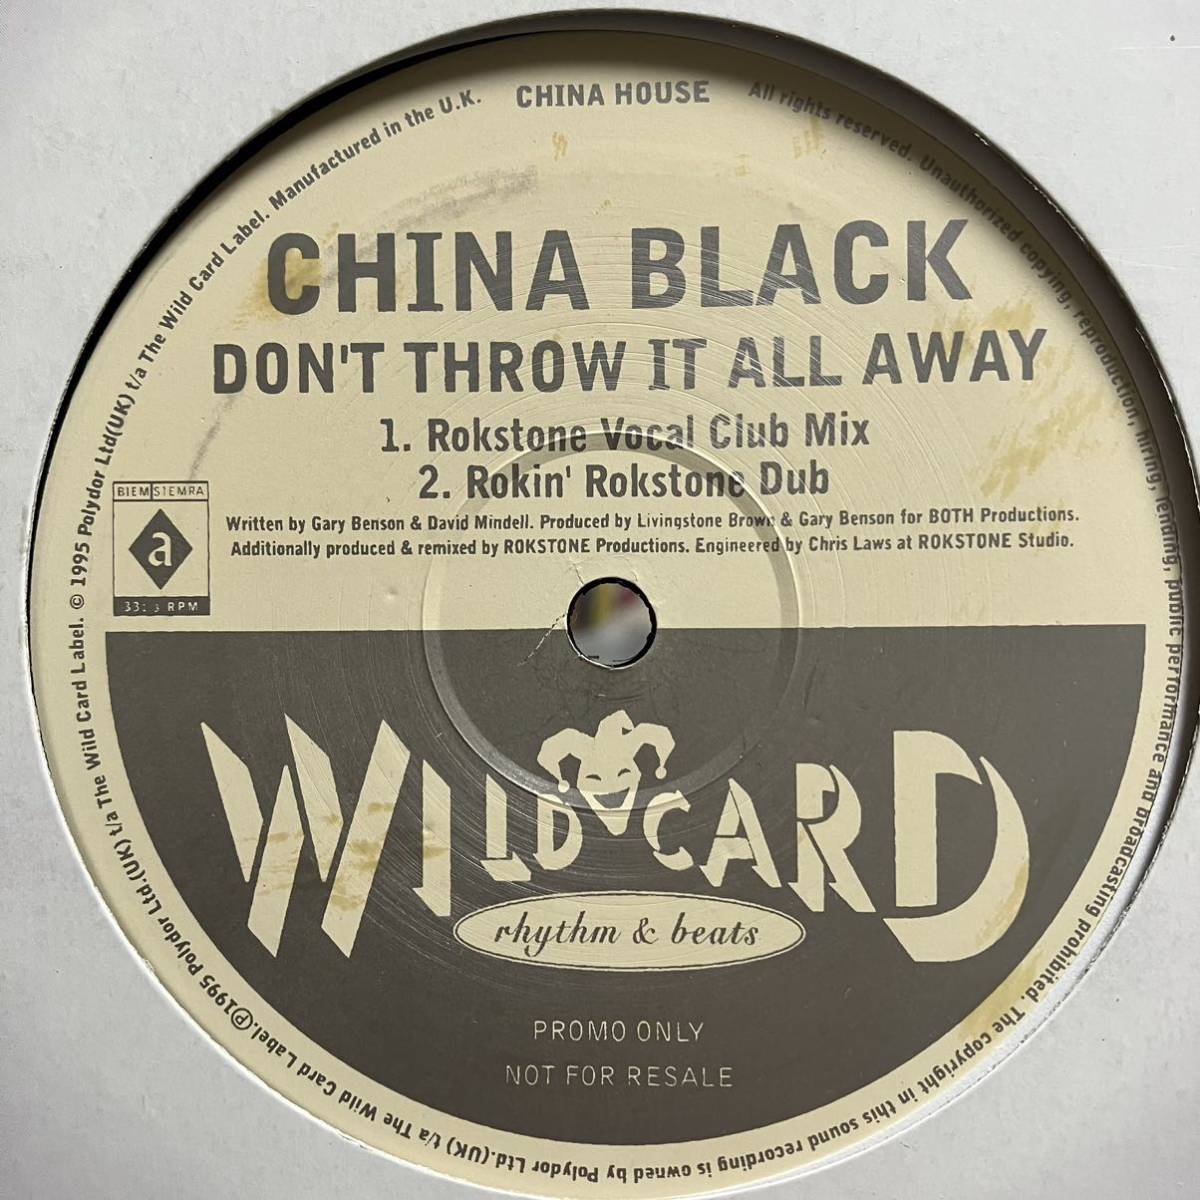 CHINA HOUSE
CHINA BLACK
DON'T THROW IT ALL AWAY
1. Rokstone Vocal Club Mix
2. Rokin' Rokstone Dub
Written by Gary Benson & David Mindell. Produced by Livingstone Brown & Gary Benson for BOTH Productions.
Additionally produced & remixed by ROKSTONE Productions. Engineered by Chris Laws at ROKSTONE Studio.
BIEM STEMRA
a
RPM
WILD CARD
rhythm & beats
PROMO ONLY
NOT FOR RESALE
℗1995 Polydor Ltd.(UK) t/a The Wild Card Label. © 1995 Polydor Ltd(UK) t/a The Wild Card Label. Manufactured in the U.K.
All rights reserved. Unauthorized copying, reproduction, hiring, lending, public performance and broadcasting prohibited. The copyright in this sound recording is owned by Polydor Ltd.(UK) t/a The Wild Card Label.